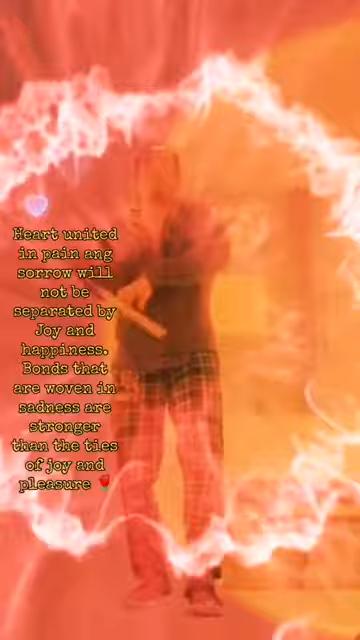 Heart united
in pain ang
sorrow will
not be
separated by
Joy and
happiness.
Bonds that
are woven in
sadness are
stronger
than the ties
of joy and
pleasure 🌹